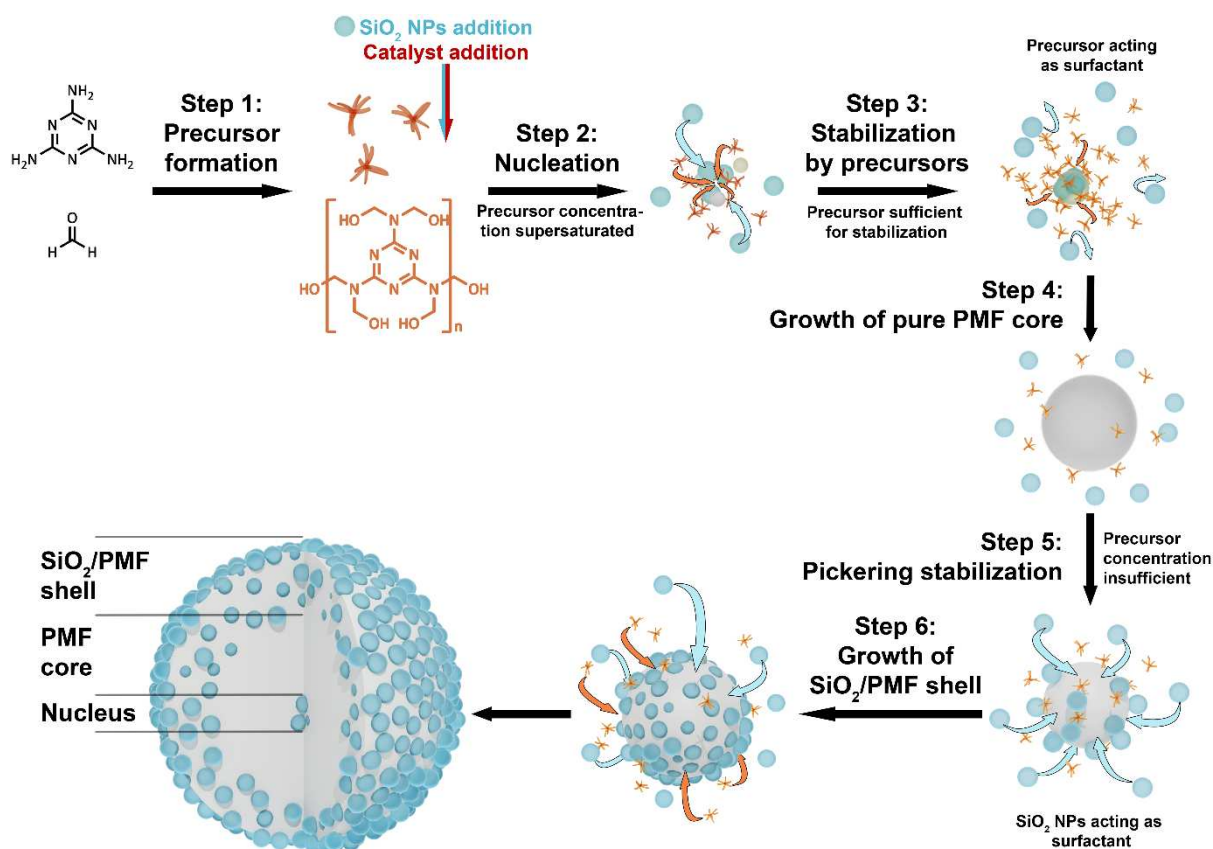 SiO₂ NPs addition
Catalyst addition
NH₂
N
N
N
NH₂
NH₂
O
H
H
Step 1:
Precursor
formation
HO
OH
N
N
N
N
HO
N
N
OH
HO
OH
n
Step 2:
Nucleation
Precursor concentra-
tion supersaturated
Step 3:
Stabilization
by precursors
Precursor sufficient
for stabilization
Precursor acting
as surfactant
Step 4:
Growth of pure PMF core
Step 5:
Pickering stabilization
Precursor
concentration
insufficient
SiO₂ NPs acting as
surfactant
Step 6:
Growth of
SiO₂/PMF shell
SiO₂/PMF
shell
PMF
core
Nucleus